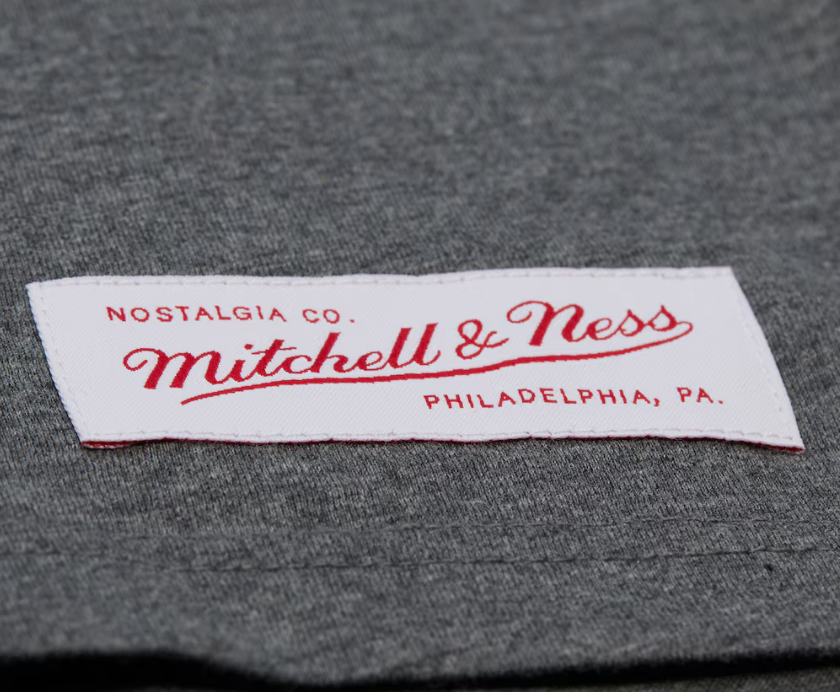 NOSTALGIA CO.
Mitchell & Ness
PHILADELPHIA, PA.